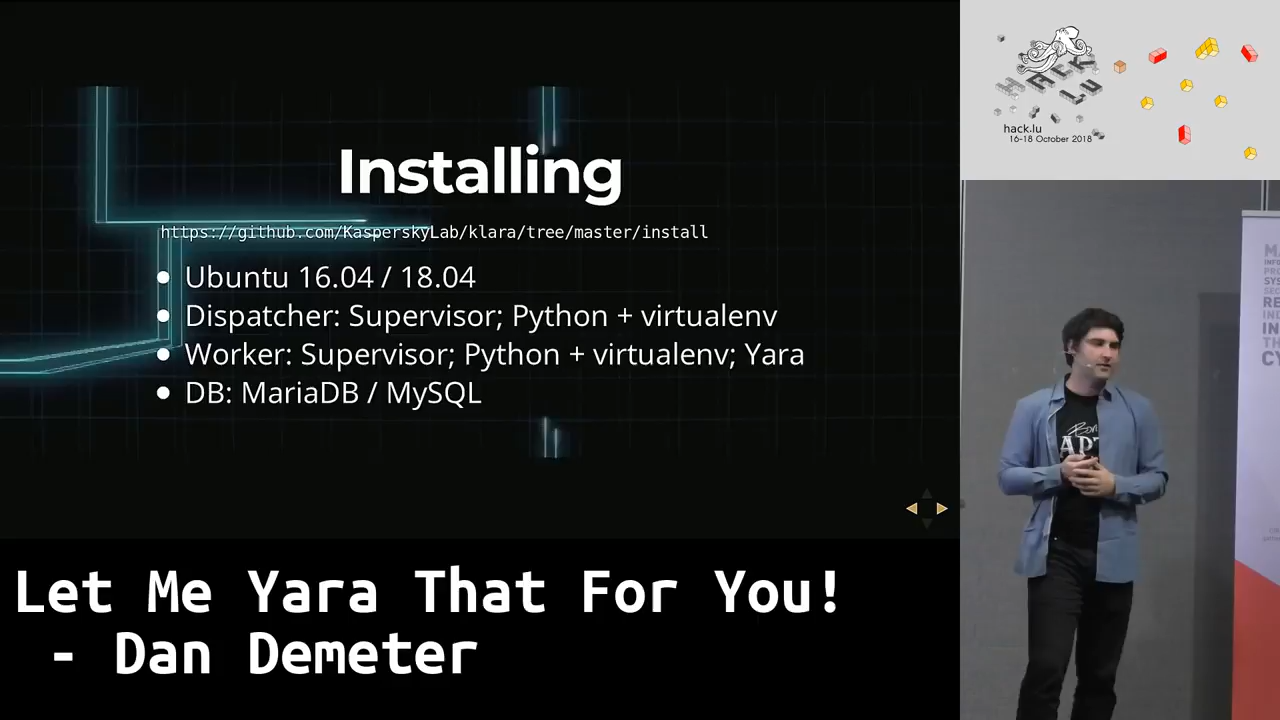 Installing
https://github.com/KasperskyLab/klara/tree/master/install
Ubuntu 16.04 / 18.04
Dispatcher: Supervisor; Python + virtualenv
Worker: Supervisor; Python + virtualenv; Yara
DB: MariaDB / MySQL
Let Me Yara That For You!
- Dan Demeter
HACK
LU
hack.lu
16-18 October 2018